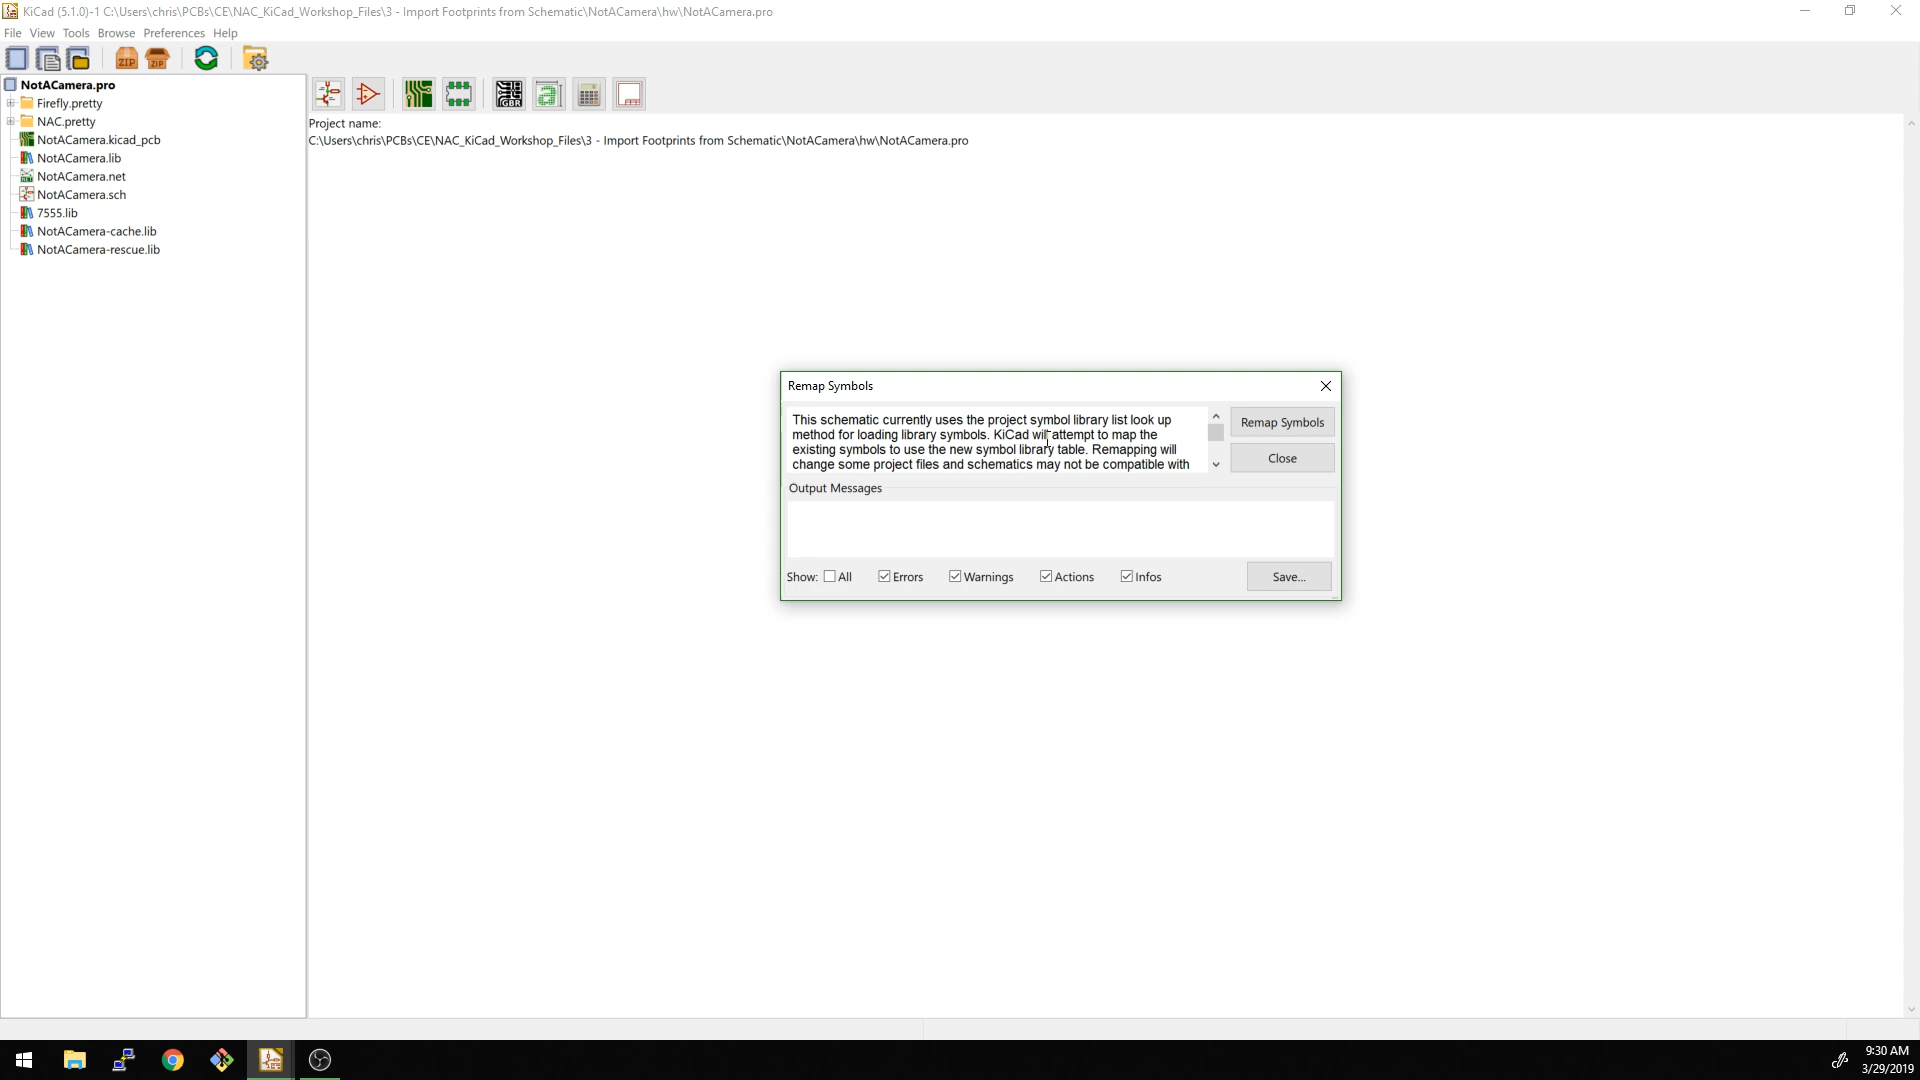 KiCad (5.1.0)-1 C:\Users\chris\PCBs\CE\NAC_KiCad_Workshop_Files\3 - Import Footprints from Schematic\NotACamera\hw\NotACamera.pro
File View Tools Browse Preferences Help
ZIP ZIP
NotACamera.pro
Firefly.pretty
NAC.pretty
NotACamera.kicad_pcb
NotACamera.lib
NotACamera.net
NotACamera.sch
7555.lib
NotACamera-cache.lib
NotACamera-rescue.lib
GBR a
Project name:
C:\Users\chris\PCBs\CE\NAC_KiCad_Workshop_Files\3 - Import Footprints from Schematic\NotACamera\hw\NotACamera.pro
Remap Symbols
This schematic currently uses the project symbol library list look up
method for loading library symbols. KiCad will attempt to map the
existing symbols to use the new symbol library table. Remapping will
change some project files and schematics may not be compatible with
Remap Symbols
Close
Output Messages
Show: All Errors Warnings Actions Infos Save...
9:30 AM
3/29/2019